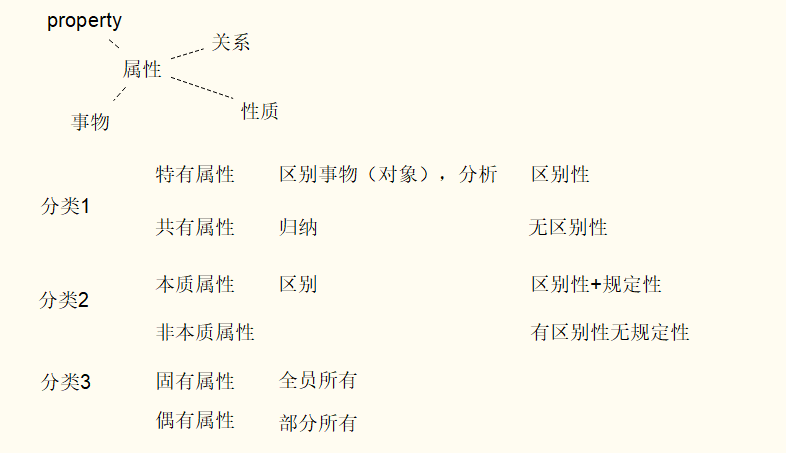 property
关系
属性
性质
事物
特有属性 区别事物（对象），分析 区别性
分类1
共有属性 归纳 无区别性
本质属性 区别 区别性+规定性
分类2
非本质属性 有区别性无规定性
分类3 固有属性 全员所有
偶有属性 部分所有